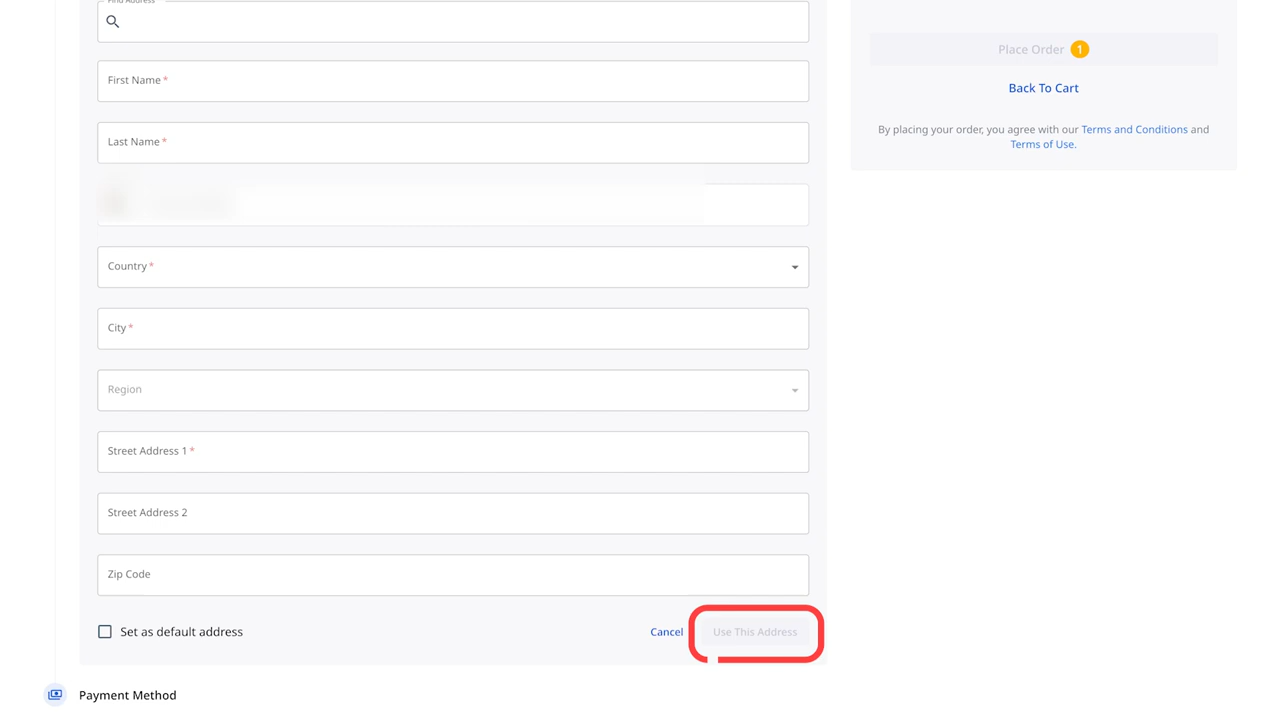 Find Address
First Name *
Last Name *
Country *
City *
Region
Street Address 1 *
Street Address 2
Zip Code
Set as default address
Cancel
Use This Address
Payment Method
Place Order 1
Back To Cart
By placing your order, you agree with our Terms and Conditions and
Terms of Use.